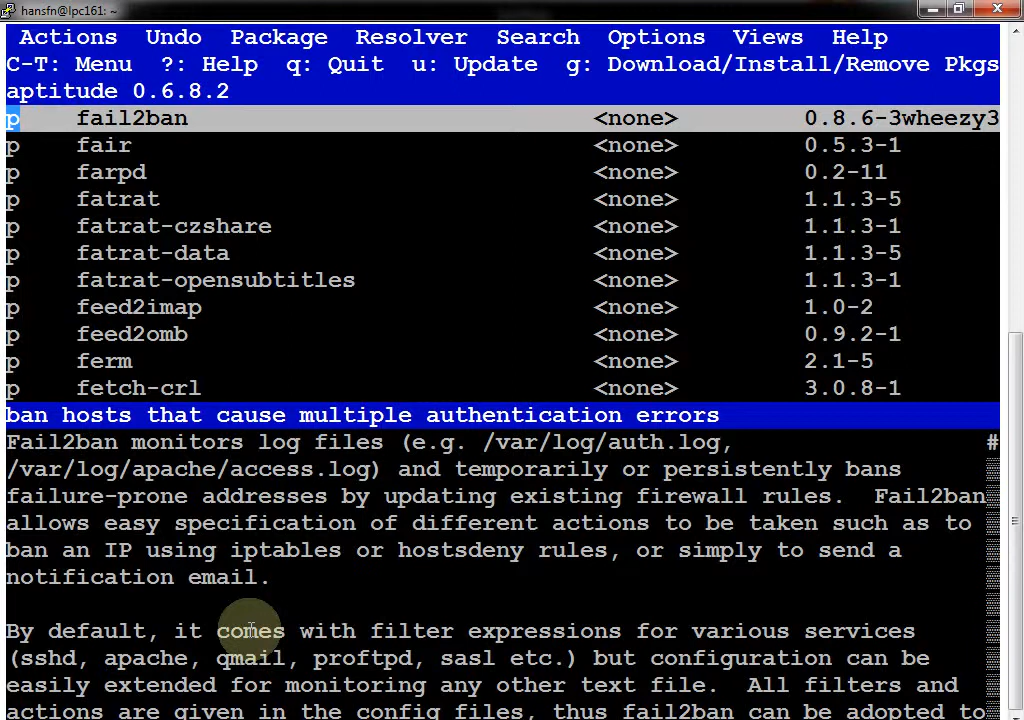 hansfn@lpc161: ~
Actions Undo Package Resolver Search Options Views Help
C-T: Menu ?: Help q: Quit u: Update g: Download/Install/Remove Pkgs
aptitude 0.6.8.2
p fail2ban <none> 0.8.6-3wheezy3
p fair <none> 0.5.3-1
p farpd <none> 0.2-11
p fatrat <none> 1.1.3-5
p fatrat-czshare <none> 1.1.3-1
p fatrat-data <none> 1.1.3-5
p fatrat-opensubtitles <none> 1.1.3-1
p feed2imap <none> 1.0-2
p feed2omb <none> 0.9.2-1
p ferm <none> 2.1-5
p fetch-crl <none> 3.0.8-1
ban hosts that cause multiple authentication errors
Fail2ban monitors log files (e.g. /var/log/auth.log, #
/var/log/apache/access.log) and temporarily or persistently bans
failure-prone addresses by updating existing firewall rules. Fail2ban
allows easy specification of different actions to be taken such as to
ban an IP using iptables or hostsdeny rules, or simply to send a
notification email.
By default, it comes with filter expressions for various services
(sshd, apache, qmail, proftpd, sasl etc.) but configuration can be
easily extended for monitoring any other text file. All filters and
actions are given in the config files, thus fail2ban can be adopted to